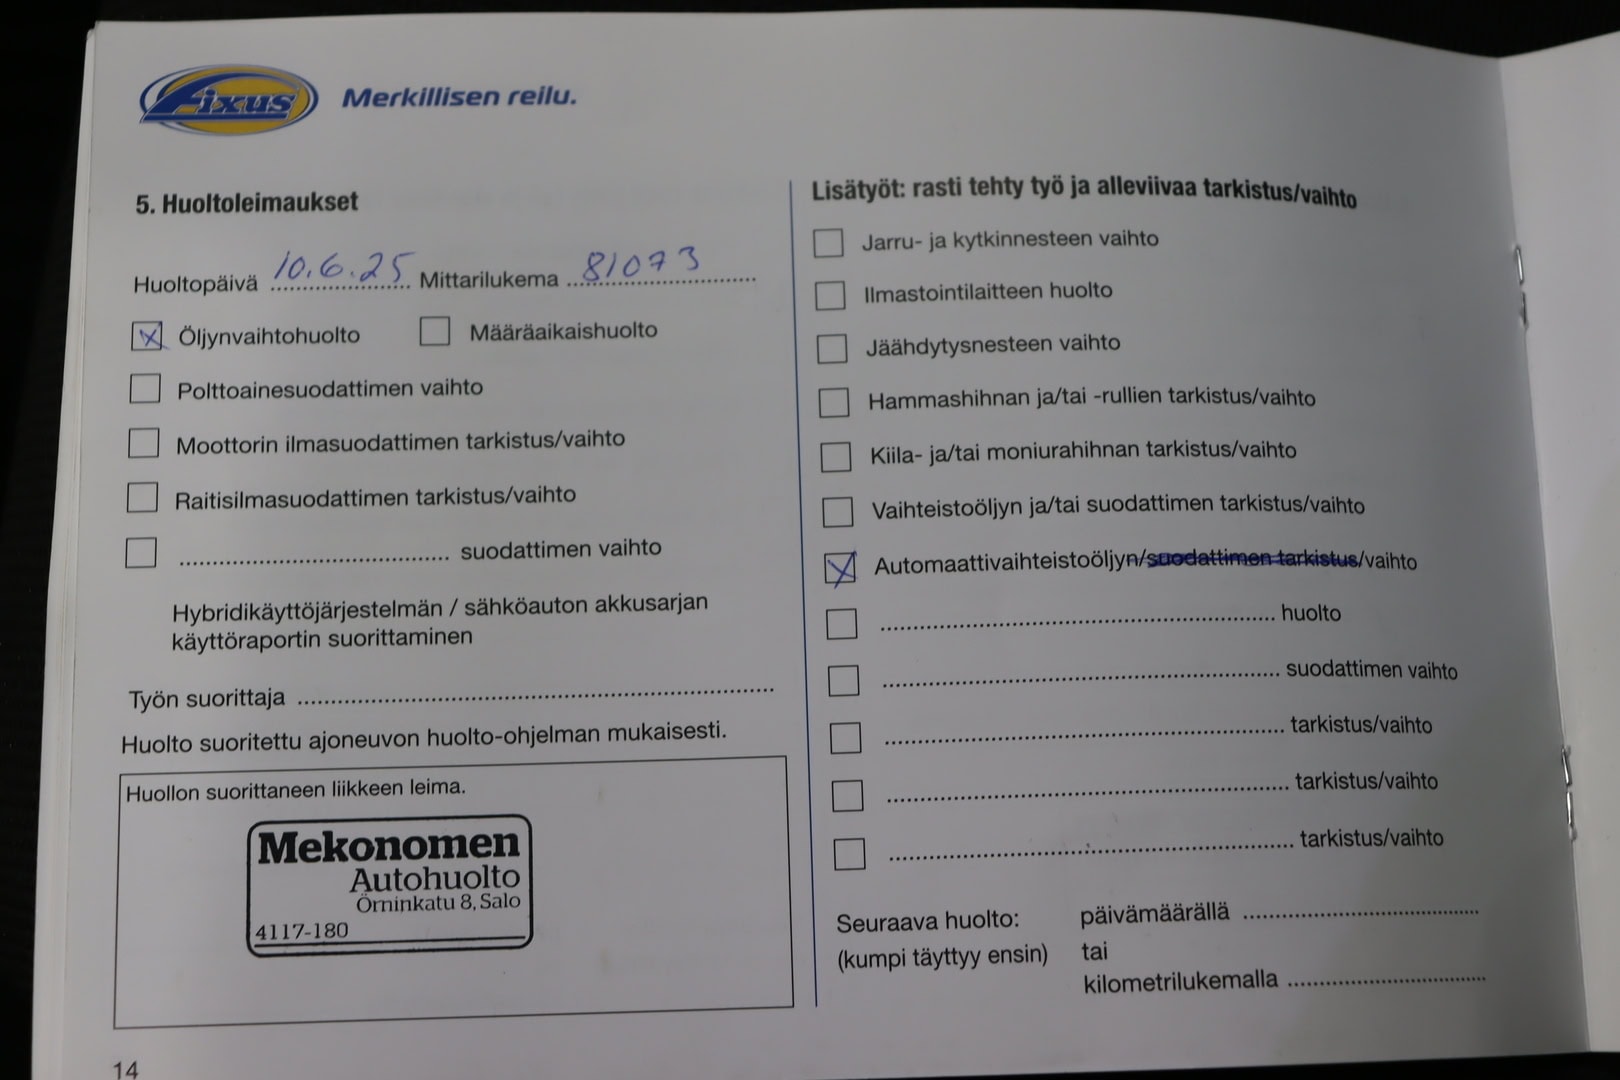 Fixus Merkillisen reilu.
5. Huoltoleimaukset
Huoltopäivä 10.6.25 Mittarilukema 81073
Öljynvaihtohuolto Määräaikaishuolto
Polttoainesuodattimen vaihto
Moottorin ilmasuodattimen tarkistus/vaihto
Raitisilmasuodattimen tarkistus/vaihto
suodattimen vaihto
Hybridikäyttöjärjestelmän / sähköauton akkusarjan
käyttöraportin suorittaminen
Työn suorittaja
Huolto suoritettu ajoneuvon huolto-ohjelman mukaisesti.
Huollon suorittaneen liikkeen leima.
Mekonomen
Autohuolto
Örninkatu 8, Salo
4117-180
14
Lisätyöt: rasti tehty työ ja alleviivaa tarkistus/vaihto
Jarru- ja kytkinnesteen vaihto
Ilmastointilaitteen huolto
Jäähdytysnesteen vaihto
Hammashihnan ja/tai -rullien tarkistus/vaihto
Kiila- ja/tai moniurahihnan tarkistus/vaihto
Vaihteistoöljyn ja/tai suodattimen tarkistus/vaihto
Automaattivaihteistoöljyn/suodattimen tarkistus/vaihto
huolto
suodattimen vaihto
tarkistus/vaihto
tarkistus/vaihto
tarkistus/vaihto
Seuraava huolto: päivämäärällä
(kumpi täyttyy ensin) tai
kilometrilukemalla